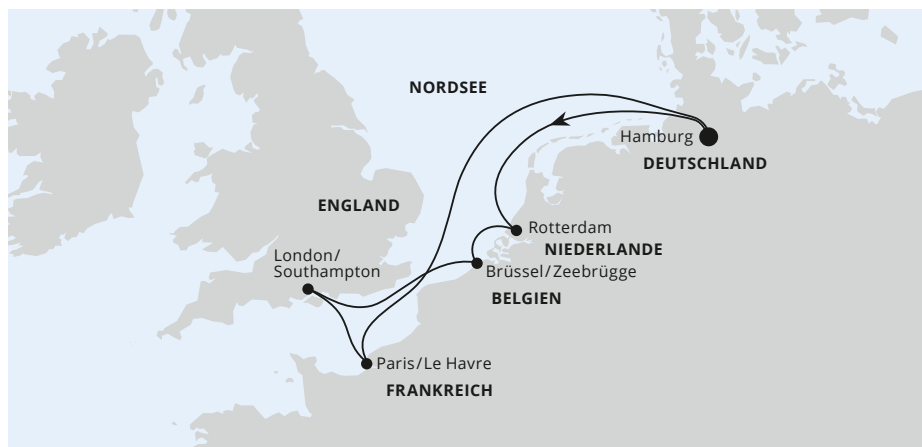 NORDSEE
Hamburg
DEUTSCHLAND
ENGLAND
Rotterdam
NIEDERLANDE
London/
Southampton
Brüssel/Zeebrügge
BELGIEN
Paris/Le Havre
FRANKREICH